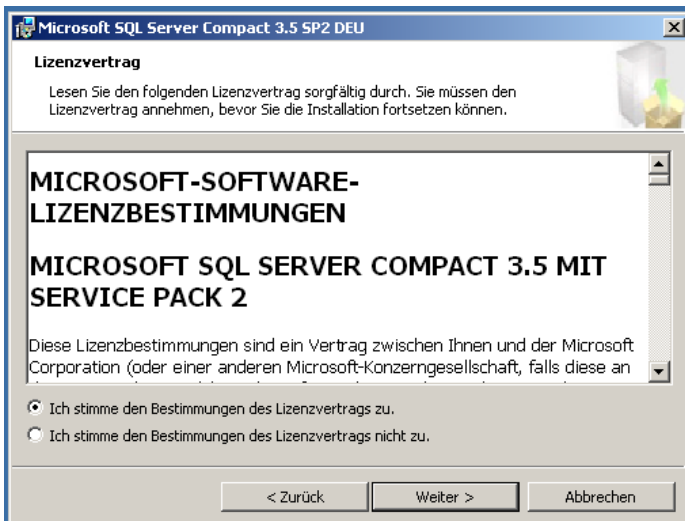 Microsoft SQL Server Compact 3.5 SP2 DEU
Lizenzvertrag
Lesen Sie den folgenden Lizenzvertrag sorgfältig durch. Sie müssen den
Lizenzvertrag annehmen, bevor Sie die Installation fortsetzen können.
MICROSOFT-SOFTWARE-
LIZENZBESTIMMUNGEN
MICROSOFT SQL SERVER COMPACT 3.5 MIT
SERVICE PACK 2
Diese Lizenzbestimmungen sind ein Vertrag zwischen Ihnen und der Microsoft
Corporation (oder einer anderen Microsoft-Konzerngesellschaft, falls diese an
Ich stimme den Bestimmungen des Lizenzvertrags zu.
Ich stimme den Bestimmungen des Lizenzvertrags nicht zu.
< Zurück
Weiter >
Abbrechen